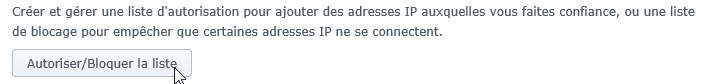 Créer et gérer une liste d'autorisation pour ajouter des adresses IP auxquelles vous faites confiance, ou une liste
de blocage pour empêcher que certaines adresses IP ne se connectent.
Autoriser/Bloquer la liste